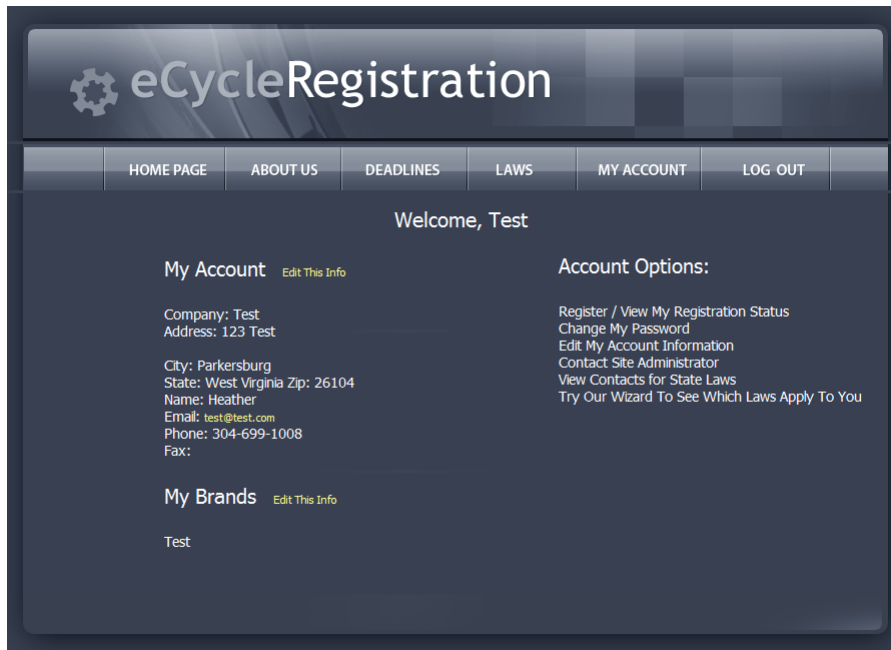 eCycleRegistration
HOME PAGE ABOUT US DEADLINES LAWS MY ACCOUNT LOG OUT
Welcome, Test
My Account Edit This Info
Company: Test
Address: 123 Test
City: Parkersburg
State: West Virginia Zip: 26104
Name: Heather
Email: test@test.com
Phone: 304-699-1008
Fax:
My Brands Edit This Info
Test
Account Options:
Register / View My Registration Status
Change My Password
Edit My Account Information
Contact Site Administrator
View Contacts for State Laws
Try Our Wizard To See Which Laws Apply To You